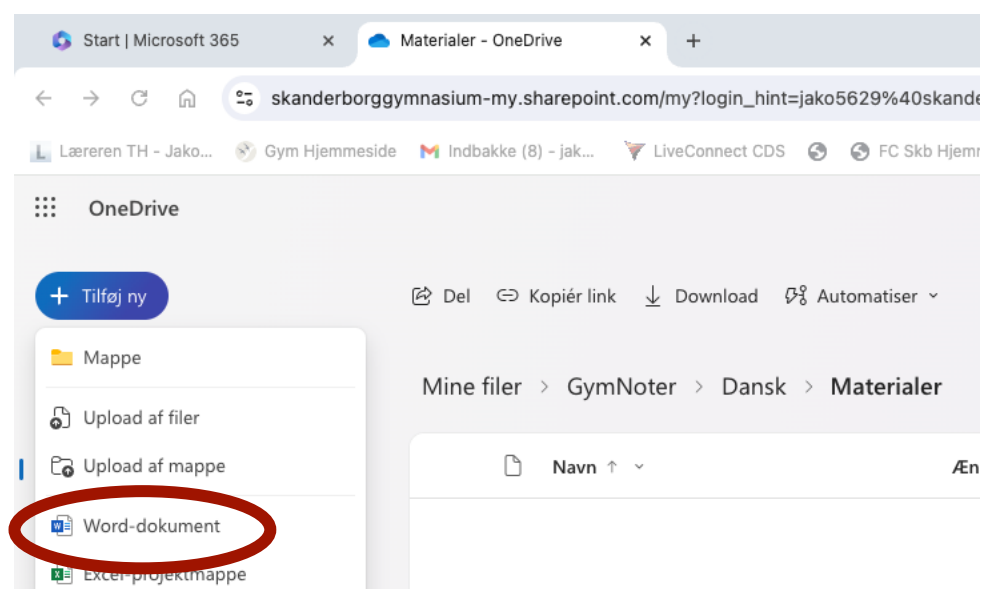 Start | Microsoft 365
Materialer - OneDrive
skanderborggymnasium-my.sharepoint.com/my?login_hint=jako5629%40skande
L Læreren TH - Jako...
Gym Hjemmeside
Indbakke (8) - jak...
LiveConnect CDS
FC Skb Hjemm
OneDrive
+ Tilføj ny
Del
Kopiér link
Download
Automatiser
Mappe
Upload af filer
Upload af mappe
Word-dokument
Excel-projektmappe
Mine filer > GymNoter > Dansk > Materialer
Navn ↑
Æn